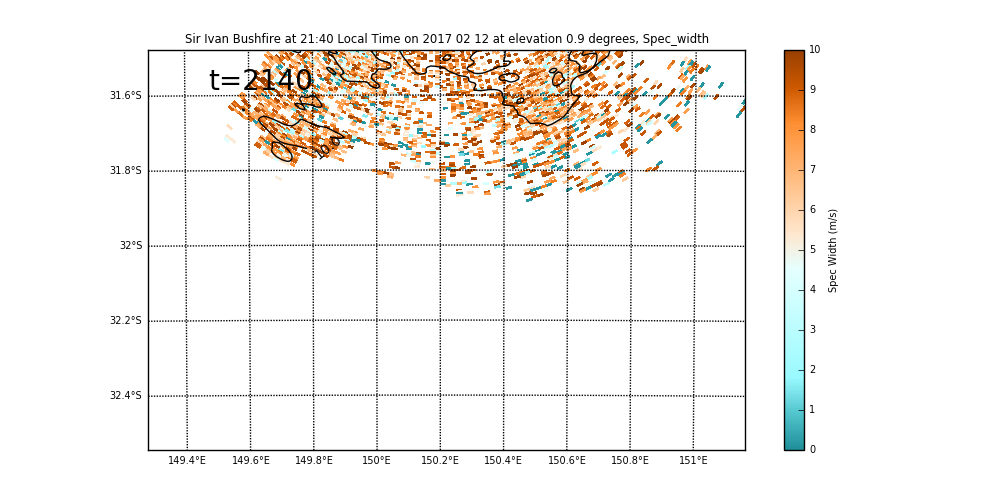 Sir Ivan Bushfire at 21:40 Local Time on 2017 02 12 at elevation 0.9 degrees, Spec_width
t=2140
31.6°S
31.8°S
32°S
32.2°S
32.4°S
149.4°E 149.6°E 149.8°E 150°E 150.2°E 150.4°E 150.6°E 150.8°E 151°E
10
9
8
7
6
5
4
3
2
1
0
Spec Width (m/s)